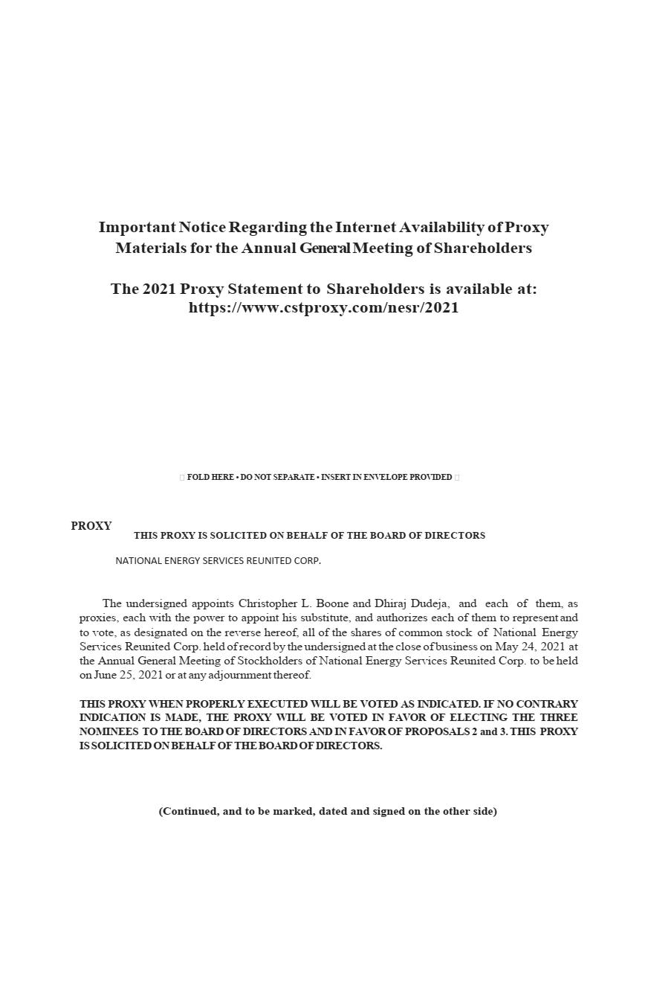 Important Notice Regarding the Internet Availability of Proxy
Materials for the Annual General Meeting of Shareholders
The 2021 Proxy Statement to Shareholders is available at:
https://www.cstproxy.com/nesr/2021
FOLD HERE • DO NOT SEPARATE • INSERT IN ENVELOPE PROVIDED
PROXY
THIS PROXY IS SOLICITED ON BEHALF OF THE BOARD OF DIRECTORS
NATIONAL ENERGY SERVICES REUNITED CORP.
The undersigned appoints Christopher L. Boone and Dhiraj Dudeja, and each of them, as
proxies, each with the power to appoint his substitute, and authorizes each of them to represent and
to vote, as designated on the reverse hereof, all of the shares of common stock of National Energy
Services Reunited Corp. held of record by the undersigned at the close of business on May 24, 2021 at
the Annual General Meeting of Stockholders of National Energy Services Reunited Corp. to be held
on June 25, 2021 or at any adjournment thereof.
THIS PROXY WHEN PROPERLY EXECUTED WILL BE VOTED AS INDICATED. IF NO CONTRARY
INDICATION IS MADE, THE PROXY WILL BE VOTED IN FAVOR OF ELECTING THE THREE
NOMINEES TO THE BOARD OF DIRECTORS AND IN FAVOR OF PROPOSALS 2 and 3. THIS PROXY
IS SOLICITED ON BEHALF OF THE BOARD OF DIRECTORS.
(Continued, and to be marked, dated and signed on the other side)